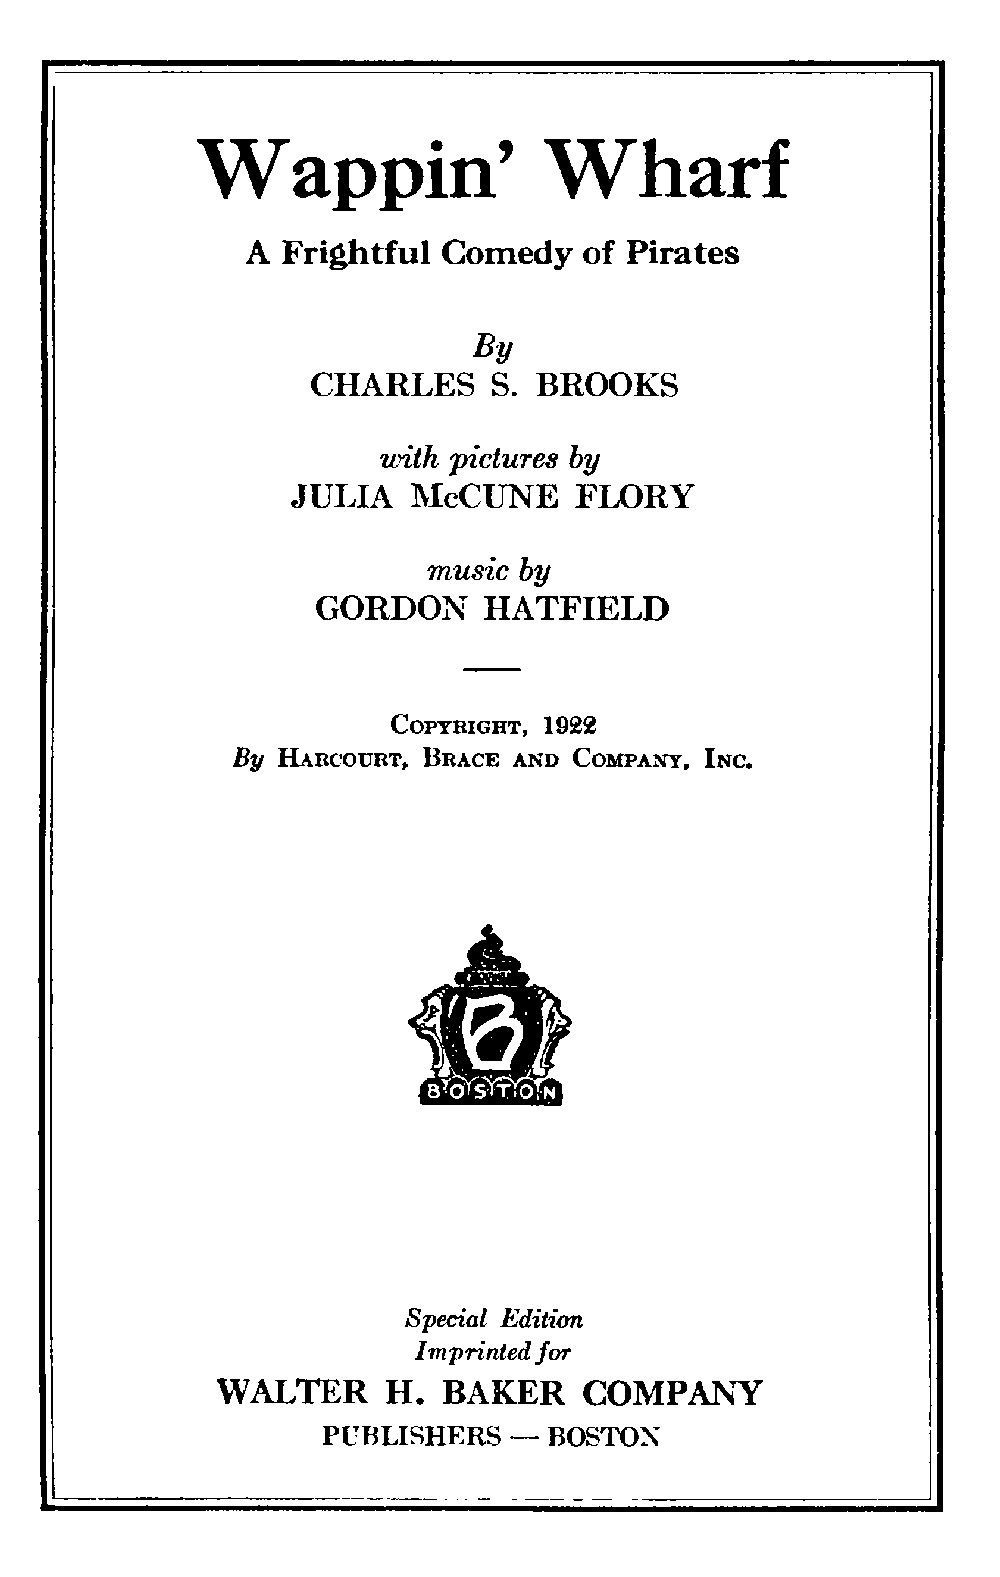 Wappin' Wharf
A Frightful Comedy of Pirates
By
CHARLES S. BROOKS
with pictures by
JULIA McCUNE FLORY
music by
GORDON HATFIELD
COPYRIGHT, 1922
By HARCOURT, BRACE AND COMPANY, INC.
B
BOSTON
Special Edition
Imprinted for
WALTER H. BAKER COMPANY
PUBLISHERS — BOSTON